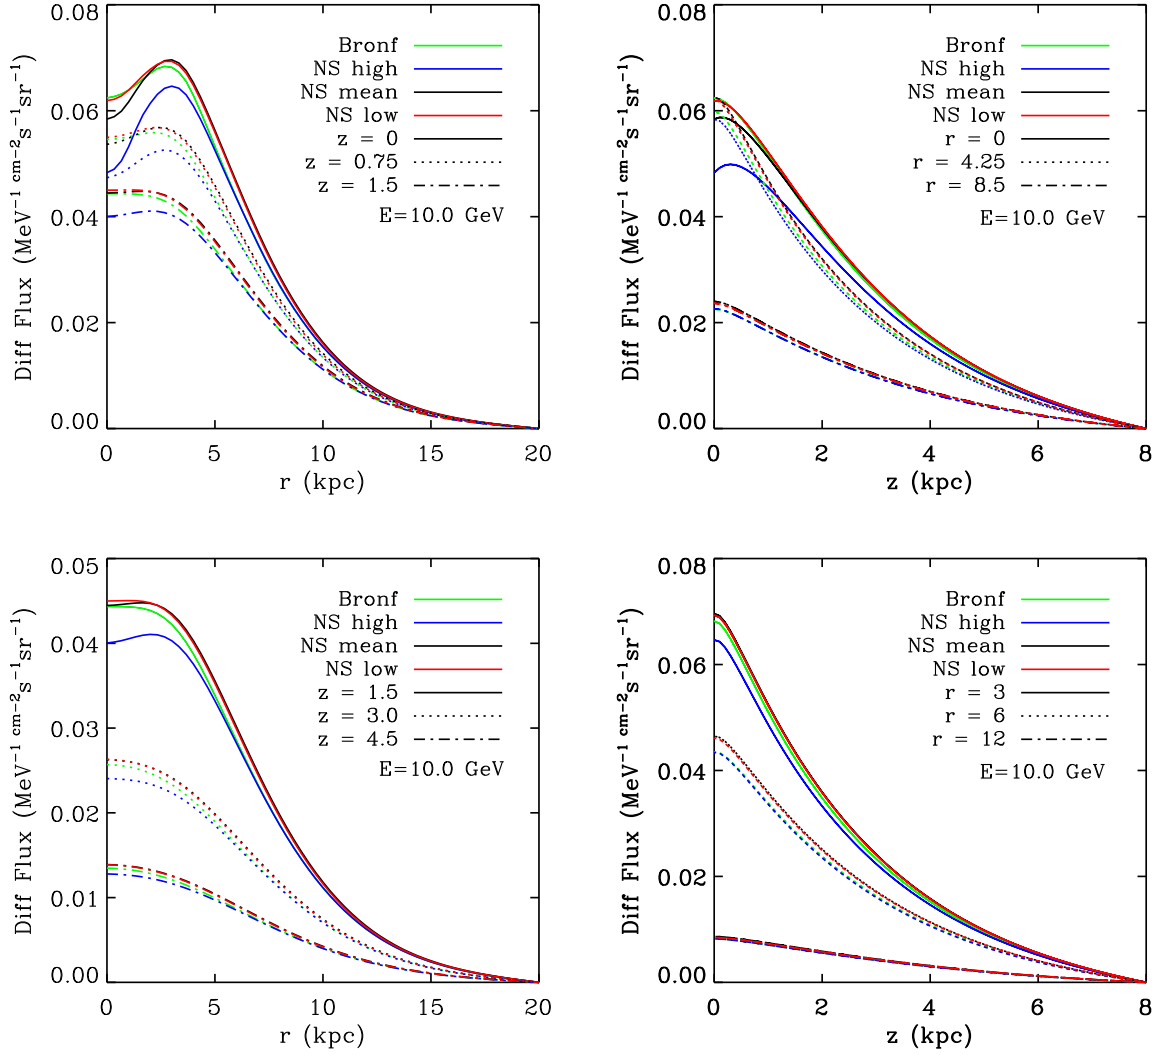 0.08
0.06
0.04
0.02
0.00
Diff Flux (MeV⁻¹ cm⁻²s⁻¹sr⁻¹)
Bronf
NS high
NS mean
NS low
z = 0
z = 0.75
z = 1.5
E=10.0 GeV
0 5 10 15 20
r (kpc)
0.08
0.06
0.04
0.02
0.00
Diff Flux (MeV⁻¹ cm⁻²s⁻¹sr⁻¹)
Bronf
NS high
NS mean
NS low
r = 0
r = 4.25
r = 8.5
E=10.0 GeV
0 2 4 6 8
z (kpc)
0.05
0.04
0.03
0.02
0.01
0.00
Diff Flux (MeV⁻¹ cm⁻²s⁻¹sr⁻¹)
Bronf
NS high
NS mean
NS low
z = 1.5
z = 3.0
z = 4.5
E=10.0 GeV
0 5 10 15 20
r (kpc)
0.08
0.06
0.04
0.02
0.00
Diff Flux (MeV⁻¹ cm⁻²s⁻¹sr⁻¹)
Bronf
NS high
NS mean
NS low
r = 3
r = 6
r = 12
E=10.0 GeV
0 2 4 6 8
z (kpc)